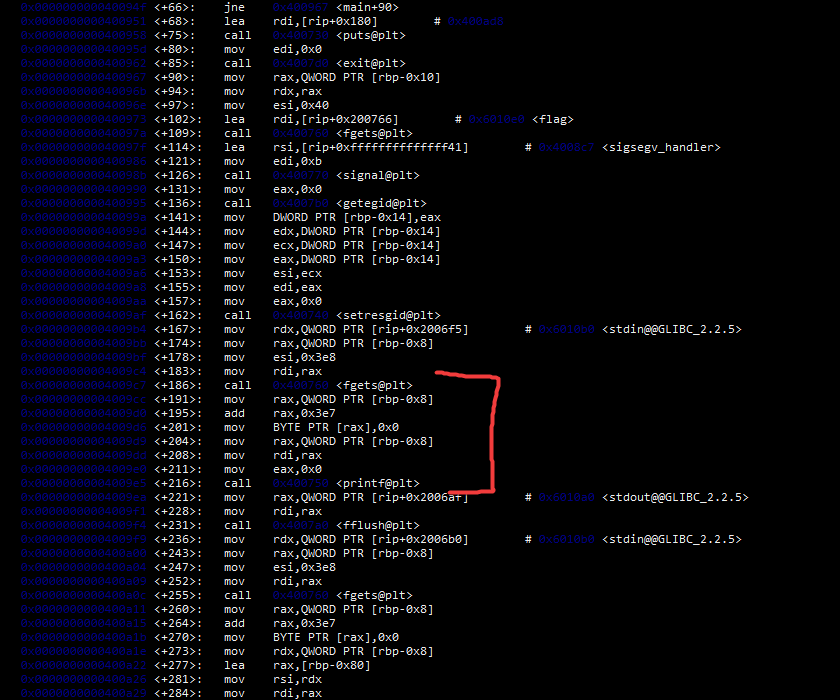 0x000000000040094f <+66>: jne 0x400967 <main+90>
0x0000000000400951 <+68>: lea rdi,[rip+0x180] # 0x400ad8
0x0000000000400958 <+75>: call 0x400730 <puts@plt>
0x000000000040095d <+80>: mov edi,0x0
0x0000000000400962 <+85>: call 0x4007d0 <exit@plt>
0x0000000000400967 <+90>: mov rax,QWORD PTR [rbp-0x10]
0x000000000040096b <+94>: mov rdx,rax
0x000000000040096e <+97>: mov esi,0x40
0x0000000000400973 <+102>: lea rdi,[rip+0x200766] # 0x6010e0 <flag>
0x000000000040097a <+109>: call 0x400760 <fgets@plt>
0x000000000040097f <+114>: lea rsi,[rip+0xffffffffffffff41] # 0x4008c7 <sigsegv_handler>
0x0000000000400986 <+121>: mov edi,0xb
0x000000000040098b <+126>: call 0x400770 <signal@plt>
0x0000000000400990 <+131>: mov eax,0x0
0x0000000000400995 <+136>: call 0x4007b0 <getegid@plt>
0x000000000040099a <+141>: mov DWORD PTR [rbp-0x14],eax
0x000000000040099d <+144>: mov edx,DWORD PTR [rbp-0x14]
0x00000000004009a0 <+147>: mov ecx,DWORD PTR [rbp-0x14]
0x00000000004009a3 <+150>: mov eax,DWORD PTR [rbp-0x14]
0x00000000004009a6 <+153>: mov esi,ecx
0x00000000004009a8 <+155>: mov edi,eax
0x00000000004009aa <+157>: mov eax,0x0
0x00000000004009af <+162>: call 0x400740 <setresgid@plt>
0x00000000004009b4 <+167>: mov rdx,QWORD PTR [rip+0x2006f5] # 0x6010b0 <stdin@@GLIBC_2.2.5>
0x00000000004009bb <+174>: mov rax,QWORD PTR [rbp-0x8]
0x00000000004009bf <+178>: mov esi,0x3e8
0x00000000004009c4 <+183>: mov rdi,rax
0x00000000004009c7 <+186>: call 0x400760 <fgets@plt>
0x00000000004009cc <+191>: mov rax,QWORD PTR [rbp-0x8]
0x00000000004009d0 <+195>: add rax,0x3e7
0x00000000004009d6 <+201>: mov BYTE PTR [rax],0x0
0x00000000004009d9 <+204>: mov rax,QWORD PTR [rbp-0x8]
0x00000000004009dd <+208>: mov rdi,rax
0x00000000004009e0 <+211>: mov eax,0x0
0x00000000004009e5 <+216>: call 0x400750 <printf@plt>
0x00000000004009ea <+221>: mov rax,QWORD PTR [rip+0x2006af] # 0x6010a0 <stdout@@GLIBC_2.2.5>
0x00000000004009f1 <+228>: mov rdi,rax
0x00000000004009f4 <+231>: call 0x4007a0 <fflush@plt>
0x00000000004009f9 <+236>: mov rdx,QWORD PTR [rip+0x2006b0] # 0x6010b0 <stdin@@GLIBC_2.2.5>
0x0000000000400a00 <+243>: mov rax,QWORD PTR [rbp-0x8]
0x0000000000400a04 <+247>: mov esi,0x3e8
0x0000000000400a09 <+252>: mov rdi,rax
0x0000000000400a0c <+255>: call 0x400760 <fgets@plt>
0x0000000000400a11 <+260>: mov rax,QWORD PTR [rbp-0x8]
0x0000000000400a15 <+264>: add rax,0x3e7
0x0000000000400a1b <+270>: mov BYTE PTR [rax],0x0
0x0000000000400a1e <+273>: mov rdx,QWORD PTR [rbp-0x8]
0x0000000000400a22 <+277>: lea rax,[rbp-0x80]
0x0000000000400a26 <+281>: mov rsi,rdx
0x0000000000400a29 <+284>: mov rdi,rax